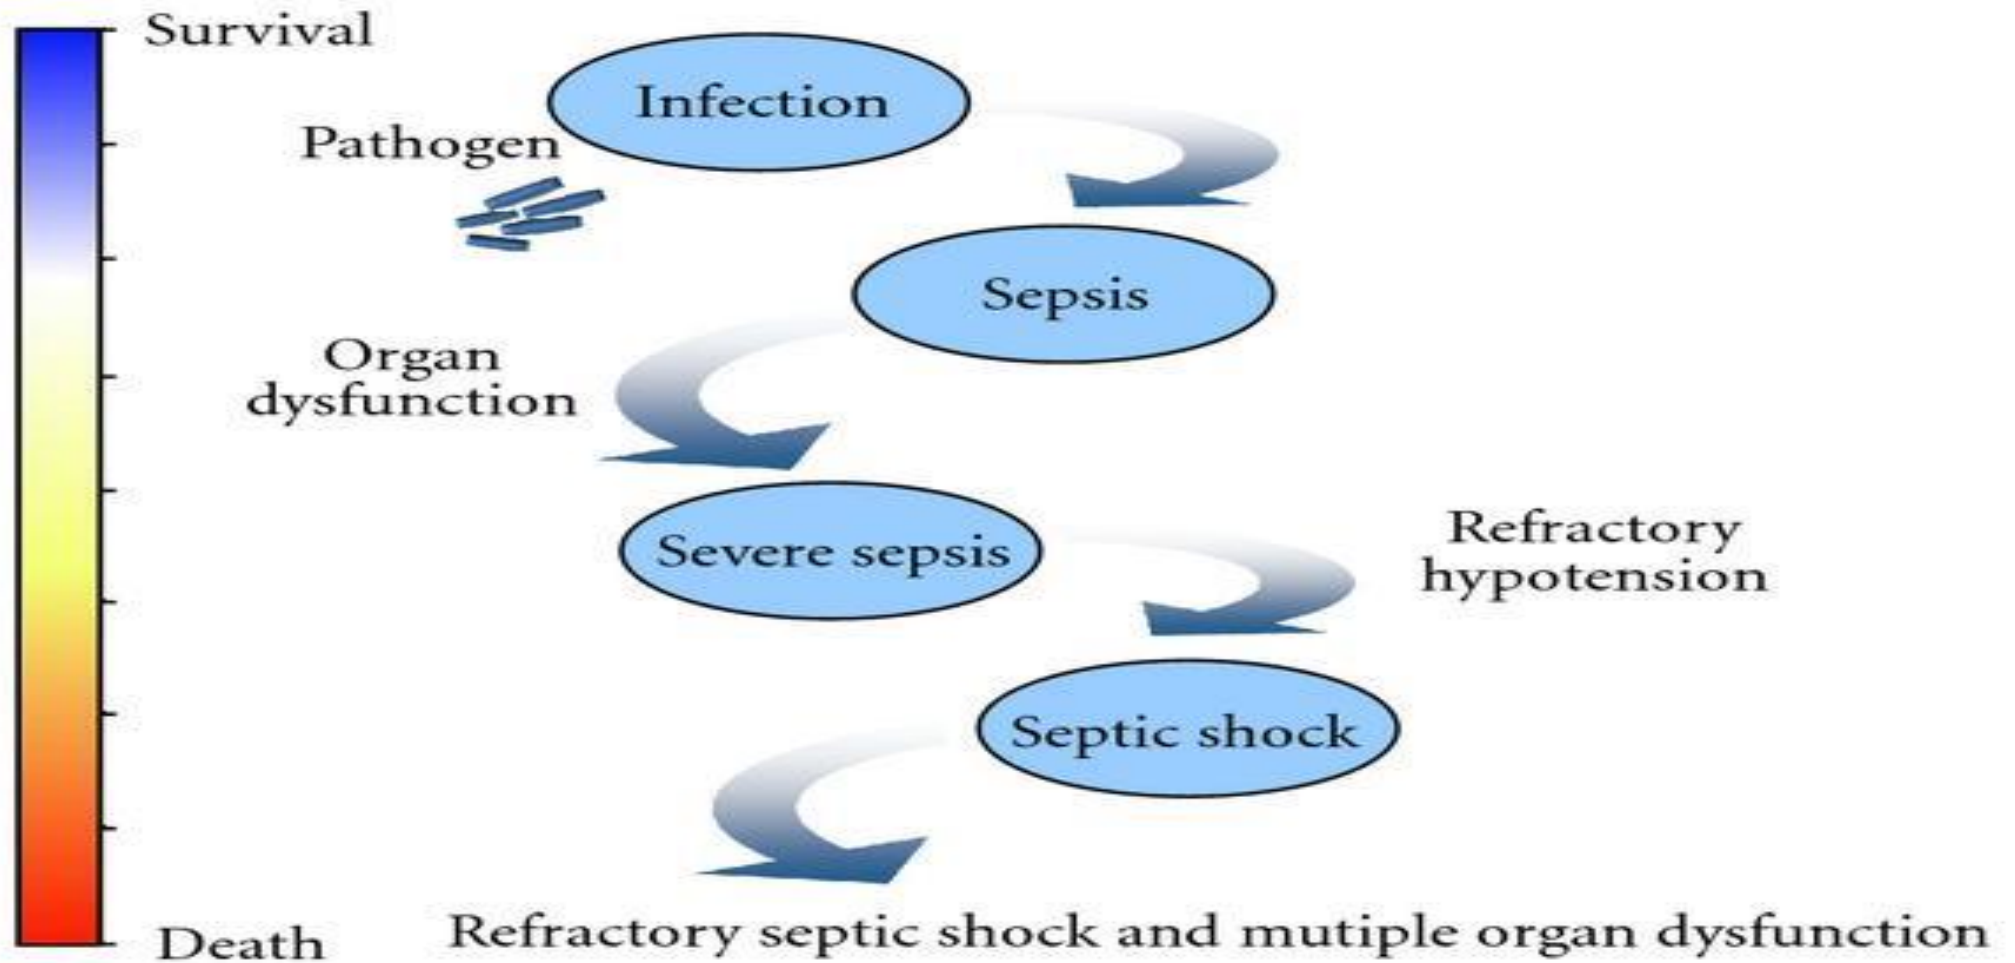 Survival
Infection
Pathogen
Sepsis
Organ
dysfunction
Severe sepsis
Refractory
hypotension
Septic shock
Death
Refractory septic shock and mutiple organ dysfunction